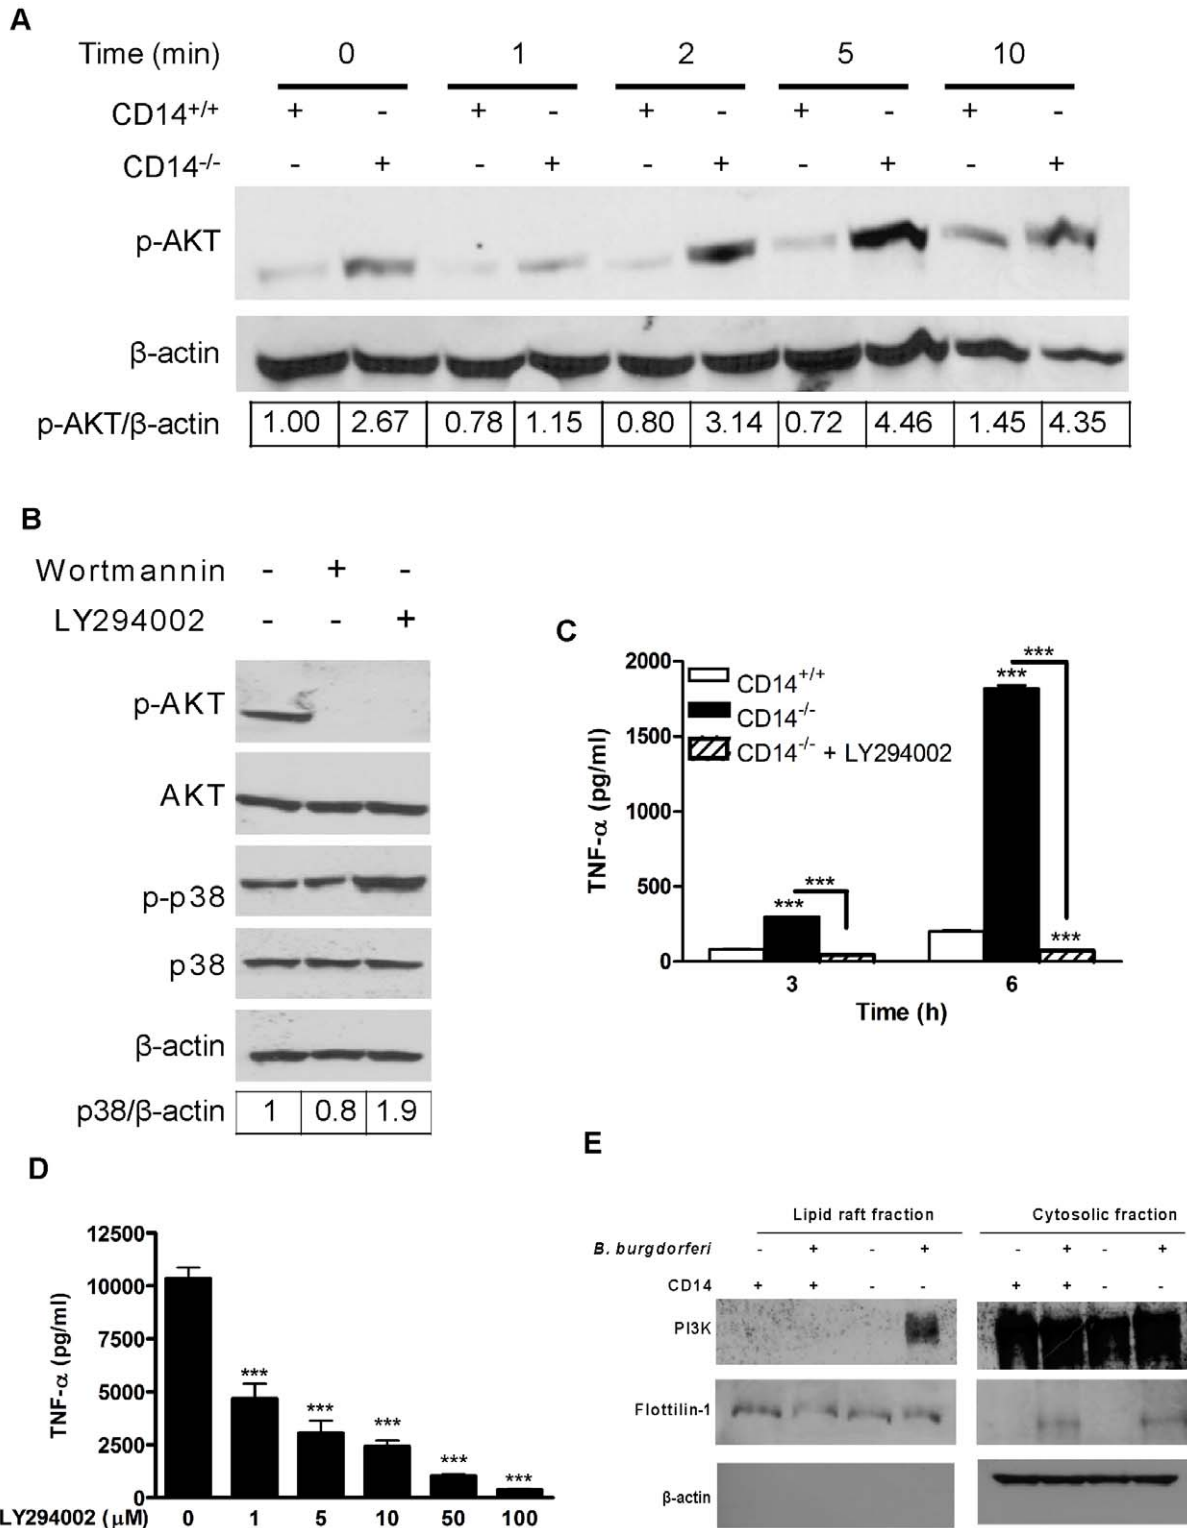 A
Time (min) 0 1 2 5 10
CD14+/+ + - + - + - + - + -
CD14-/- - + - + - + - + - +
p-AKT
β-actin
p-AKT/β-actin 1.00 2.67 0.78 1.15 0.80 3.14 0.72 4.46 1.45 4.35
B
Wortmannin - + -
LY294002 - - +
p-AKT
AKT
p-p38
p38
β-actin
p38/β-actin 1 0.8 1.9
C
2000
1500
1000
500
0
TNF-α (pg/ml)
CD14+/+
CD14-/-
CD14-/- + LY294002
***
***
***
***
***
3 6
Time (h)
D
12500
10000
7500
5000
2500
0
TNF-α (pg/ml)
*** *** *** *** ***
LY294002 (μM) 0 1 5 10 50 100
E
Lipid raft fraction Cytosolic fraction
B. burgdorferi - + - + - + - +
CD14 + + - - + + - -
PI3K
Flottilin-1
β-actin